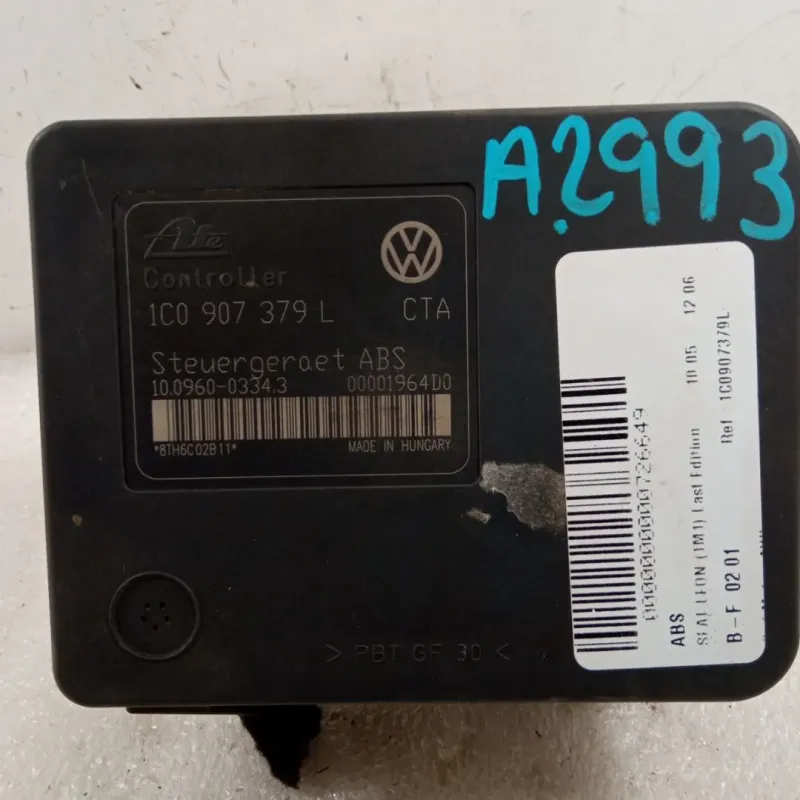 A2993
Ate
Controller
1C0 907 379 L CTA
Steuergeraet ABS
10.0960-0334.3 00001964D0
*8TH6C02B11*
MADE IN HUNGARY
> PBT GF 30 <
0000000000726649
ABS
SEAT LEON (1M1) Last Edition 10 05 12 06
B - F 02 01 Ref 1C0907379L